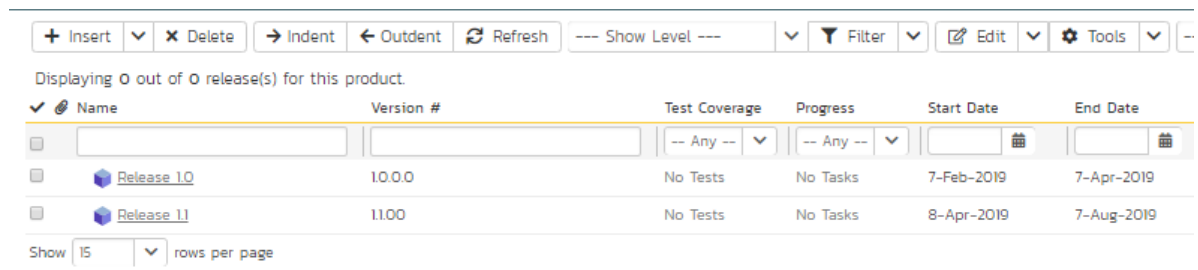 Insert Delete Indent Outdent Refresh --- Show Level --- Filter Edit Tools
Displaying 0 out of 0 release(s) for this product.
Name Version # Test Coverage Progress Start Date End Date
-- Any -- -- Any --
Release 1.0 1.0.0.0 No Tests No Tasks 7-Feb-2019 7-Apr-2019
Release 1.1 1.1.0.0 No Tests No Tasks 8-Apr-2019 7-Aug-2019
Show 15 rows per page